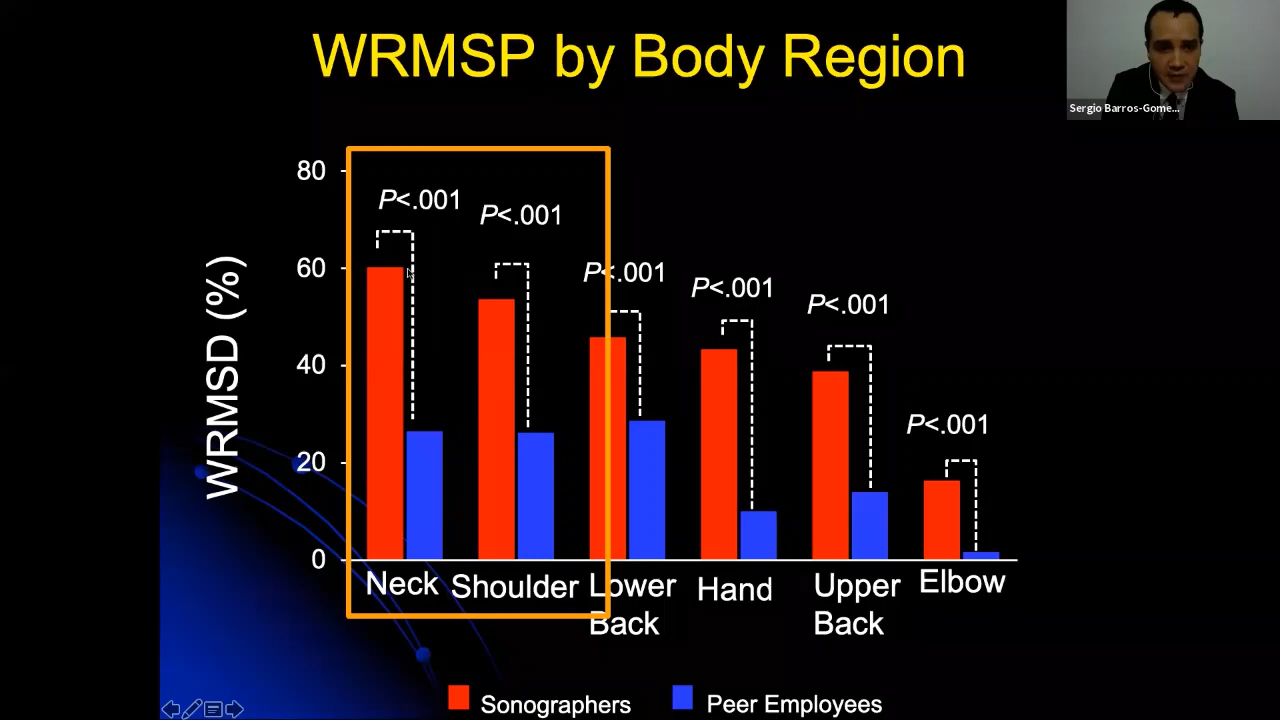 WRMSP by Body Region
Sergio Barros-Gome...
WRMSD (%)
80
60
40
20
0
P<.001
P<.001
P<.001
P<.001
P<.001
P<.001
Neck
Shoulder
Lower
Back
Hand
Upper
Back
Elbow
Sonographers
Peer Employees